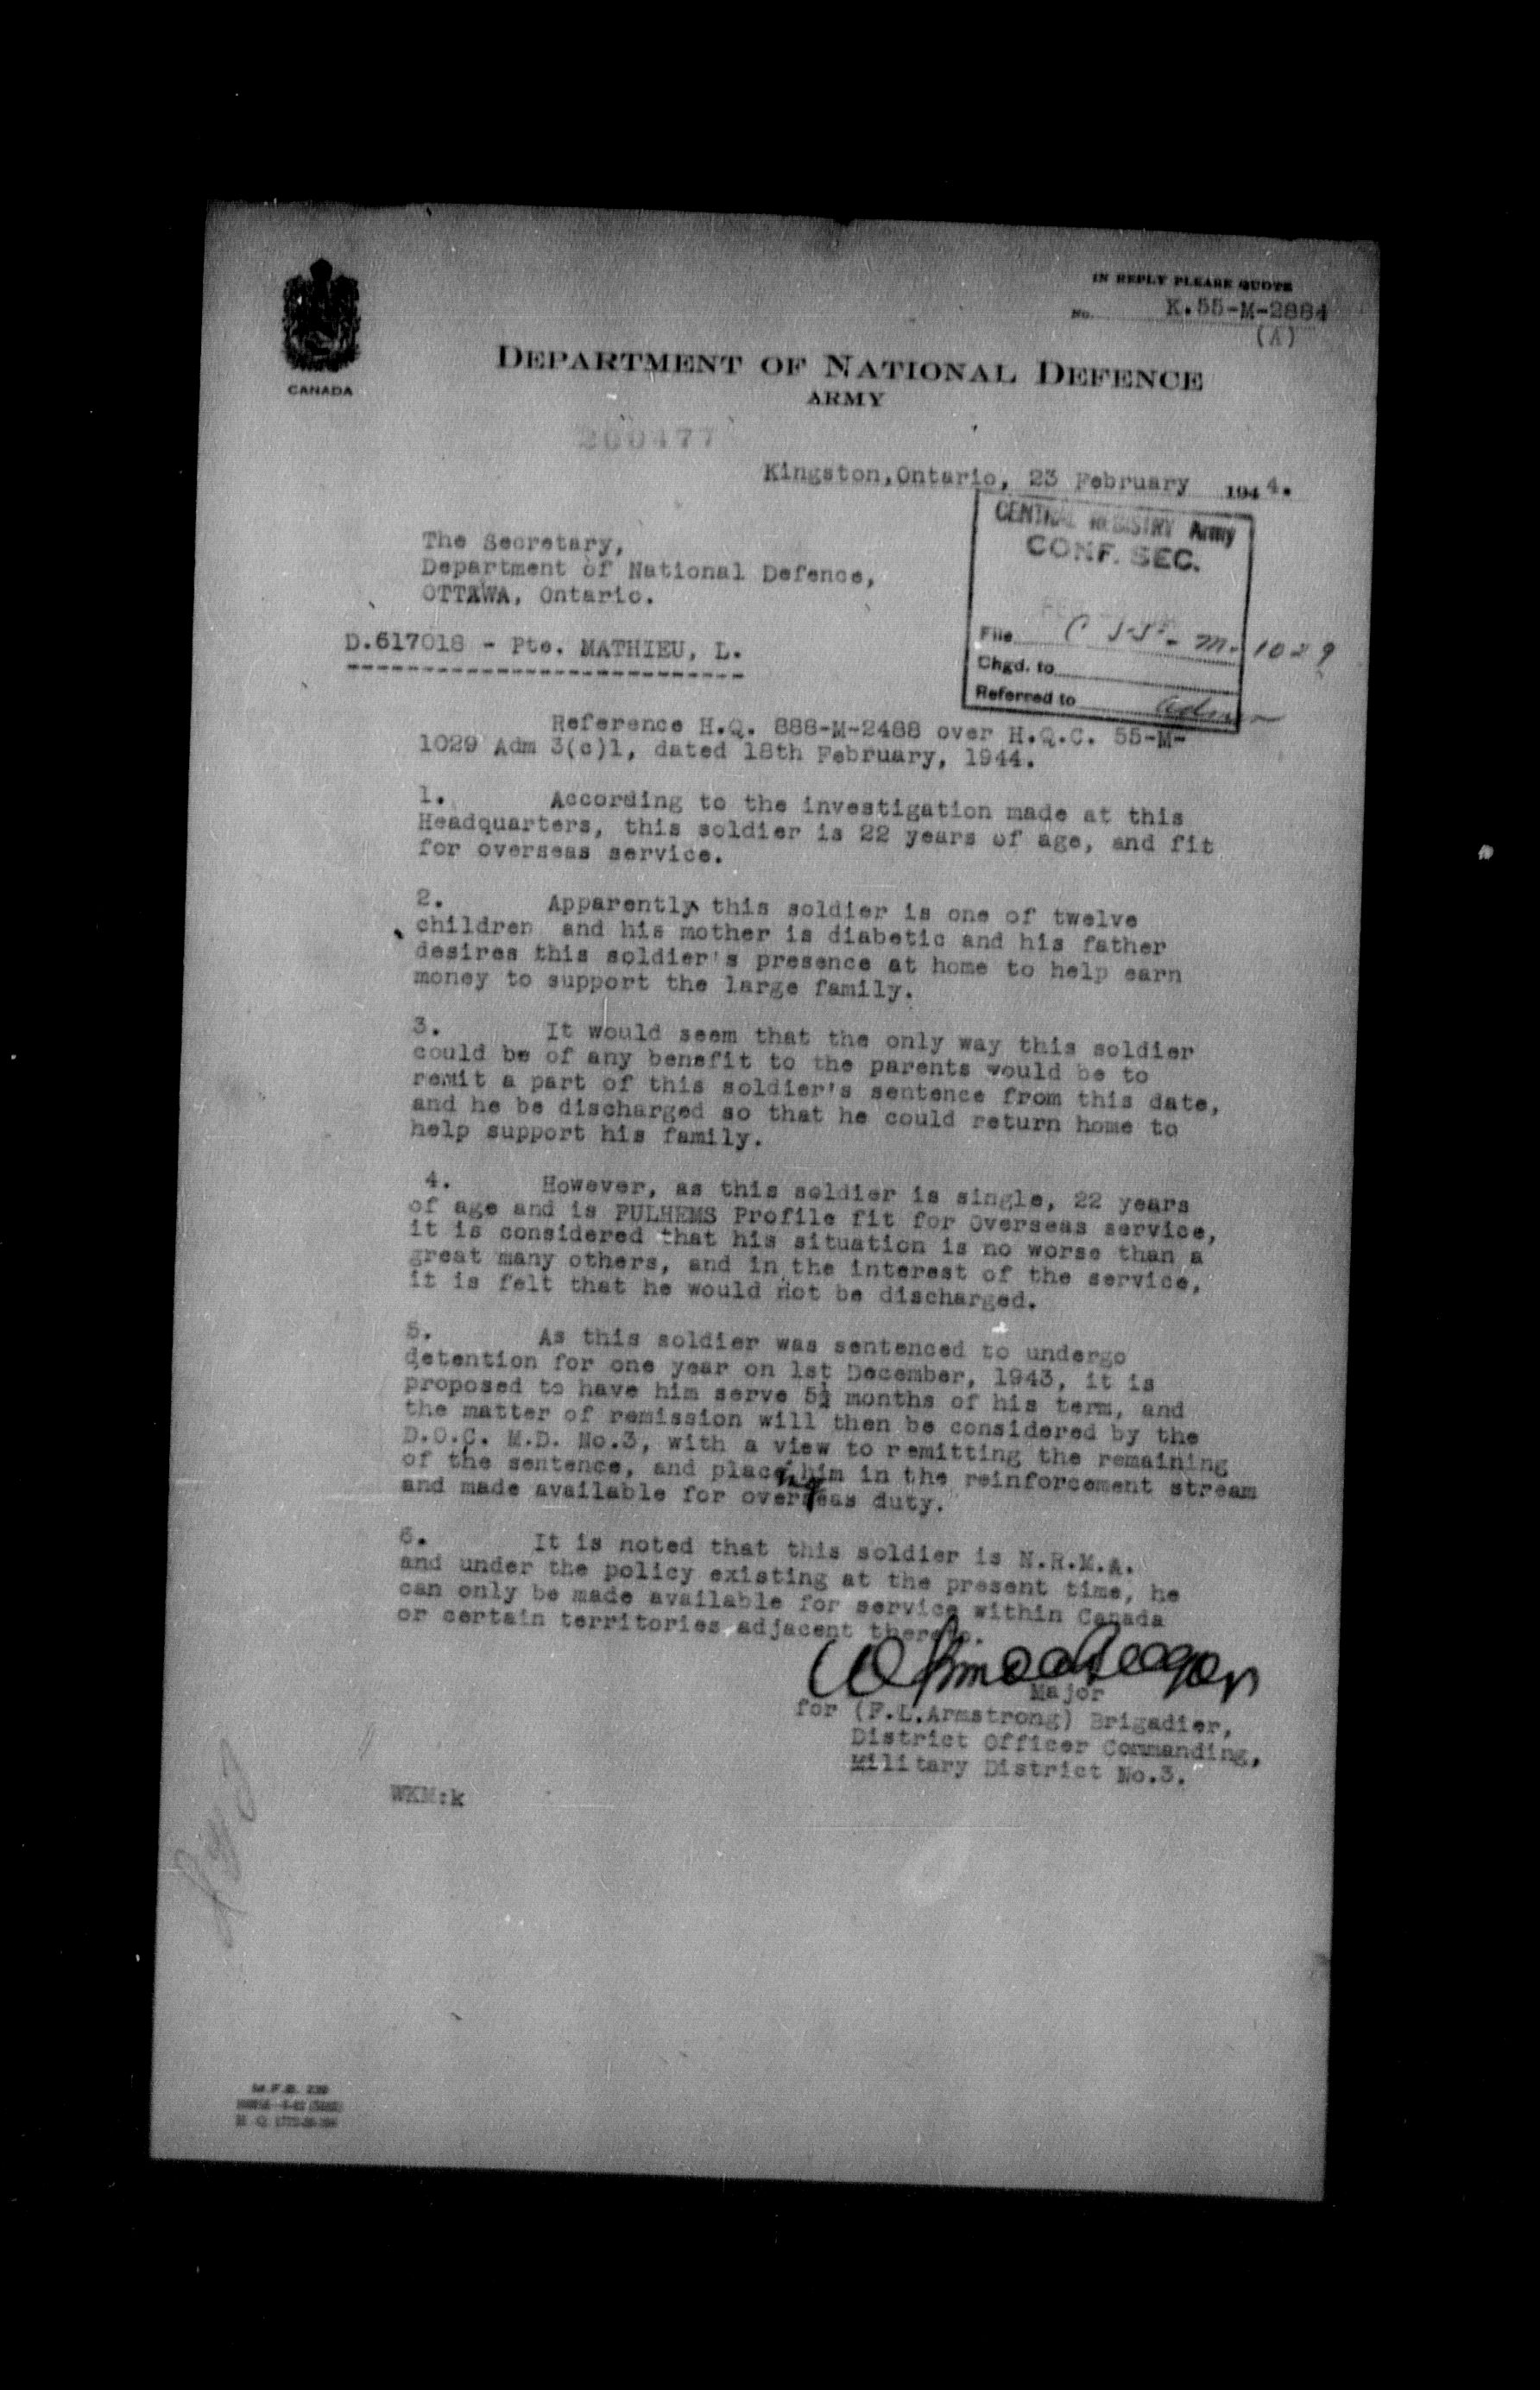 IN REPLY PLEASE QUOTE
No. K.55-M-2884
(A)
CANADA
DEPARTMENT OF NATIONAL DEFENCE
ARMY
200477
Kingston,Ontario, 23 February 1944.
CENTRAL REGISTRY Army
CONF. SEC.
File C 55-M-1029
Chgd. to
Referred to Adm
The Secretary,
Department of National Defence,
OTTAWA, Ontario.
D.617018 - Pte. MATHIEU, L.
Reference H.Q. 888-M-2488 over H.Q.C. 55-M-
1029 Adm 3(c)1, dated 18th February, 1944.
1. According to the investigation made at this
Headquarters, this soldier is 22 years of age, and fit
for overseas service.
2. Apparently this soldier is one of twelve
children and his mother is diabetic and his father
desires this soldier's presence at home to help earn
money to support the large family.
3. It would seem that the only way this soldier
could be of any benefit to the parents would be to
remit a part of this soldier's sentence from this date,
and he be discharged so that he could return home to
help support his family.
4. However, as this soldier is single, 22 years
of age and is PULHEMS Profile fit for Overseas service,
it is considered that his situation is no worse than a
great many others, and in the interest of the service,
it is felt that he would not be discharged.
5. As this soldier was sentenced to undergo
detention for one year on 1st December, 1943, it is
proposed to have him serve 5½ months of his term, and
the matter of remission will then be considered by the
D.O.C. M.D. No.3, with a view to remitting the remaining
of the sentence, and placing him in the reinforcement stream
and made available for overseas duty.
6. It is noted that this soldier is N.R.M.A.
and under the policy existing at the present time, he
can only be made available for service within Canada
or certain territories adjacent thereto.
Major
for (F.L.Armstrong) Brigadier,
District Officer Commanding,
Military District No.3.
WKM:k
M.F.B. 239